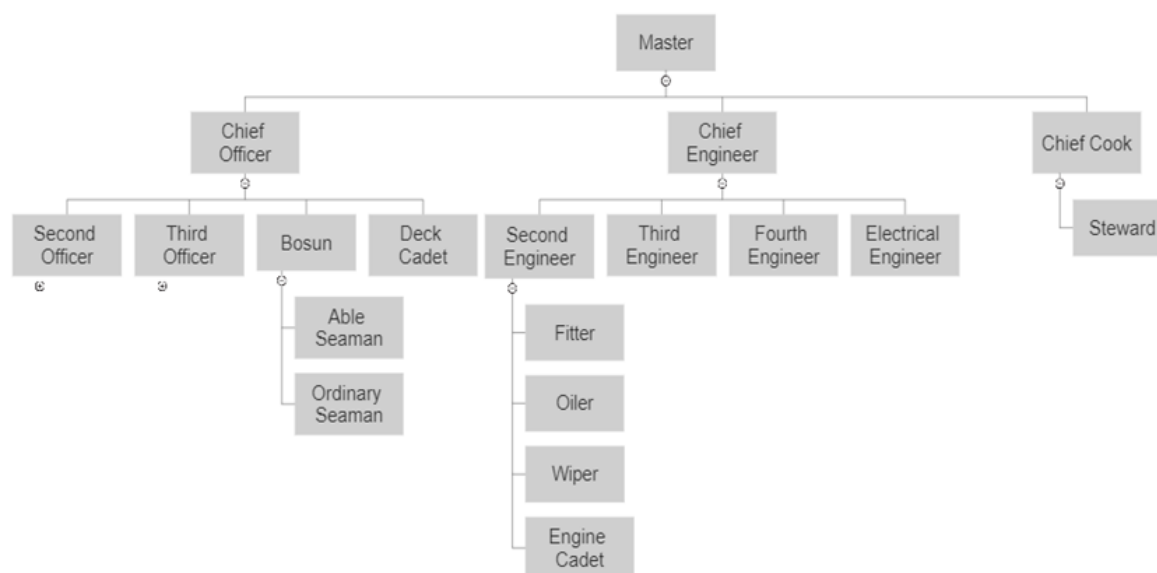 Master
Chief
Officer
Chief
Engineer
Chief Cook
Second
Officer
Third
Officer
Bosun
Deck
Cadet
Second
Engineer
Third
Engineer
Fourth
Engineer
Electrical
Engineer
Steward
Able
Seaman
Ordinary
Seaman
Fitter
Oiler
Wiper
Engine
Cadet